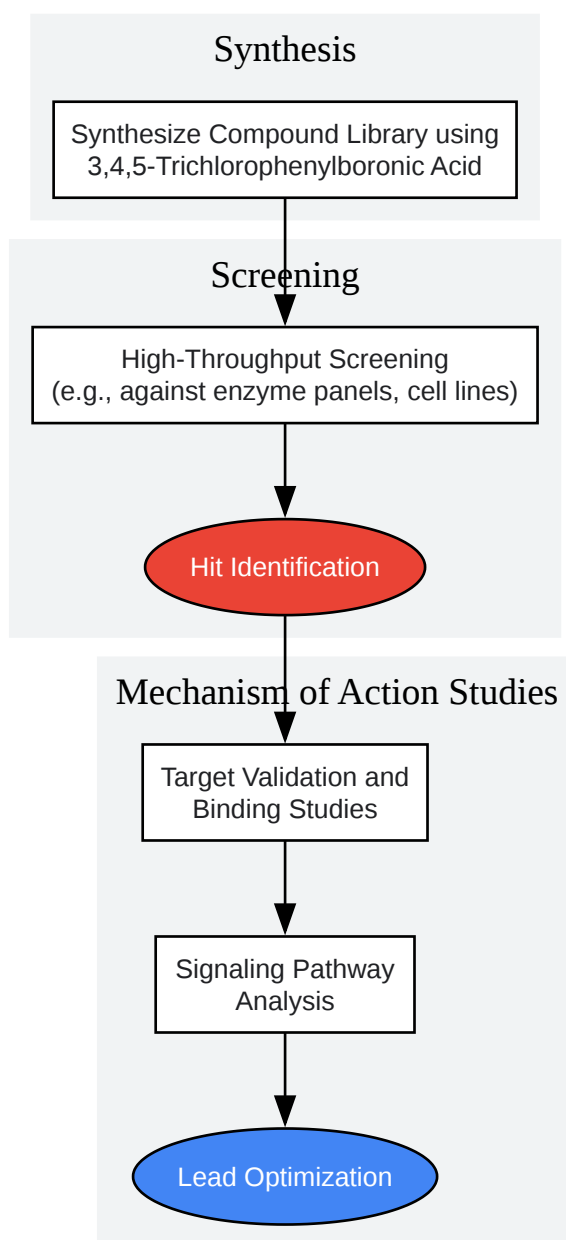 Synthesis
Synthesize Compound Library using
3,4,5-Trichlorophenylboronic Acid
Screening
High-Throughput Screening
(e.g., against enzyme panels, cell lines)
Hit Identification
Mechanism of Action Studies
Target Validation and
Binding Studies
Signaling Pathway
Analysis
Lead Optimization